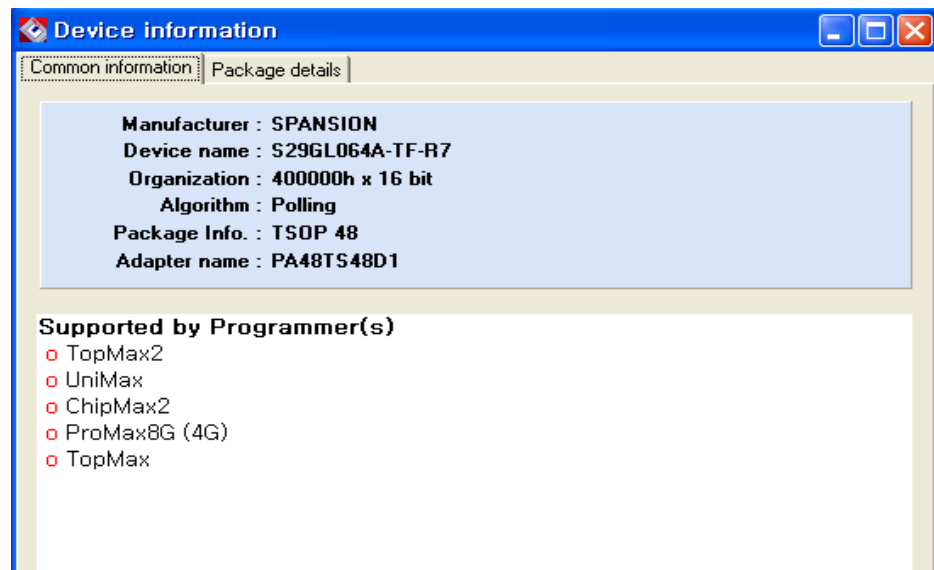 Device information
Common information Package details
Manufacturer : SPANSION
Device name : S29GL064A-TF-R7
Organization : 400000h x 16 bit
Algorithm : Polling
Package Info. : TSOP 48
Adapter name : PA48TS48D1
Supported by Programmer(s)
o TopMax2
o UniMax
o ChipMax2
o ProMax8G (4G)
o TopMax